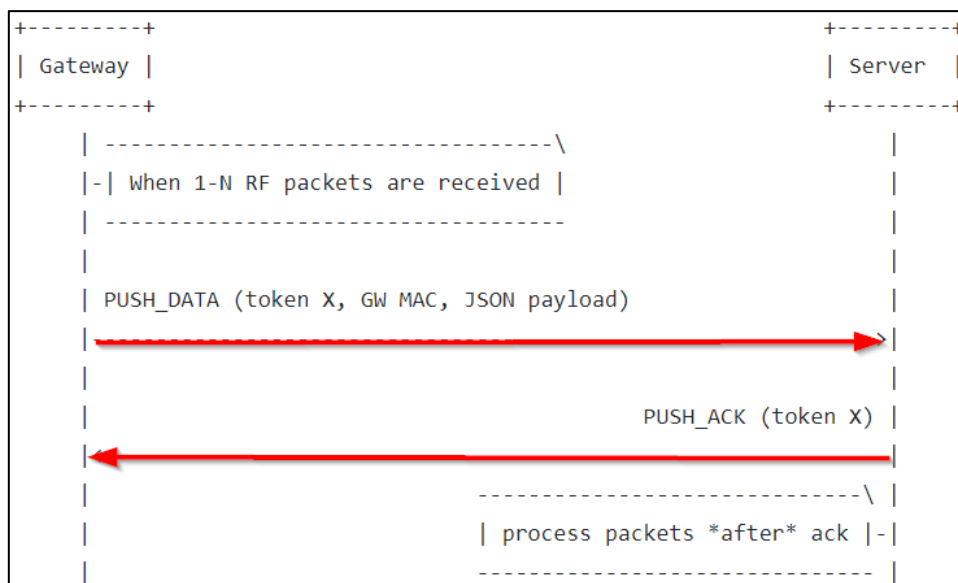 +---------+ +---------+
| Gateway | | Server |
+---------+ +---------+
| -----------------------------------\ |
|-| When 1-N RF packets are received | |
| ------------------------------------ |
| |
| PUSH_DATA (token X, GW MAC, JSON payload) |
|-------------------------------------------------------------->|
| |
| PUSH_ACK (token X) |
| |
| ------------------------------\ |
| | process packets *after* ack |-|
| ------------------------------- |